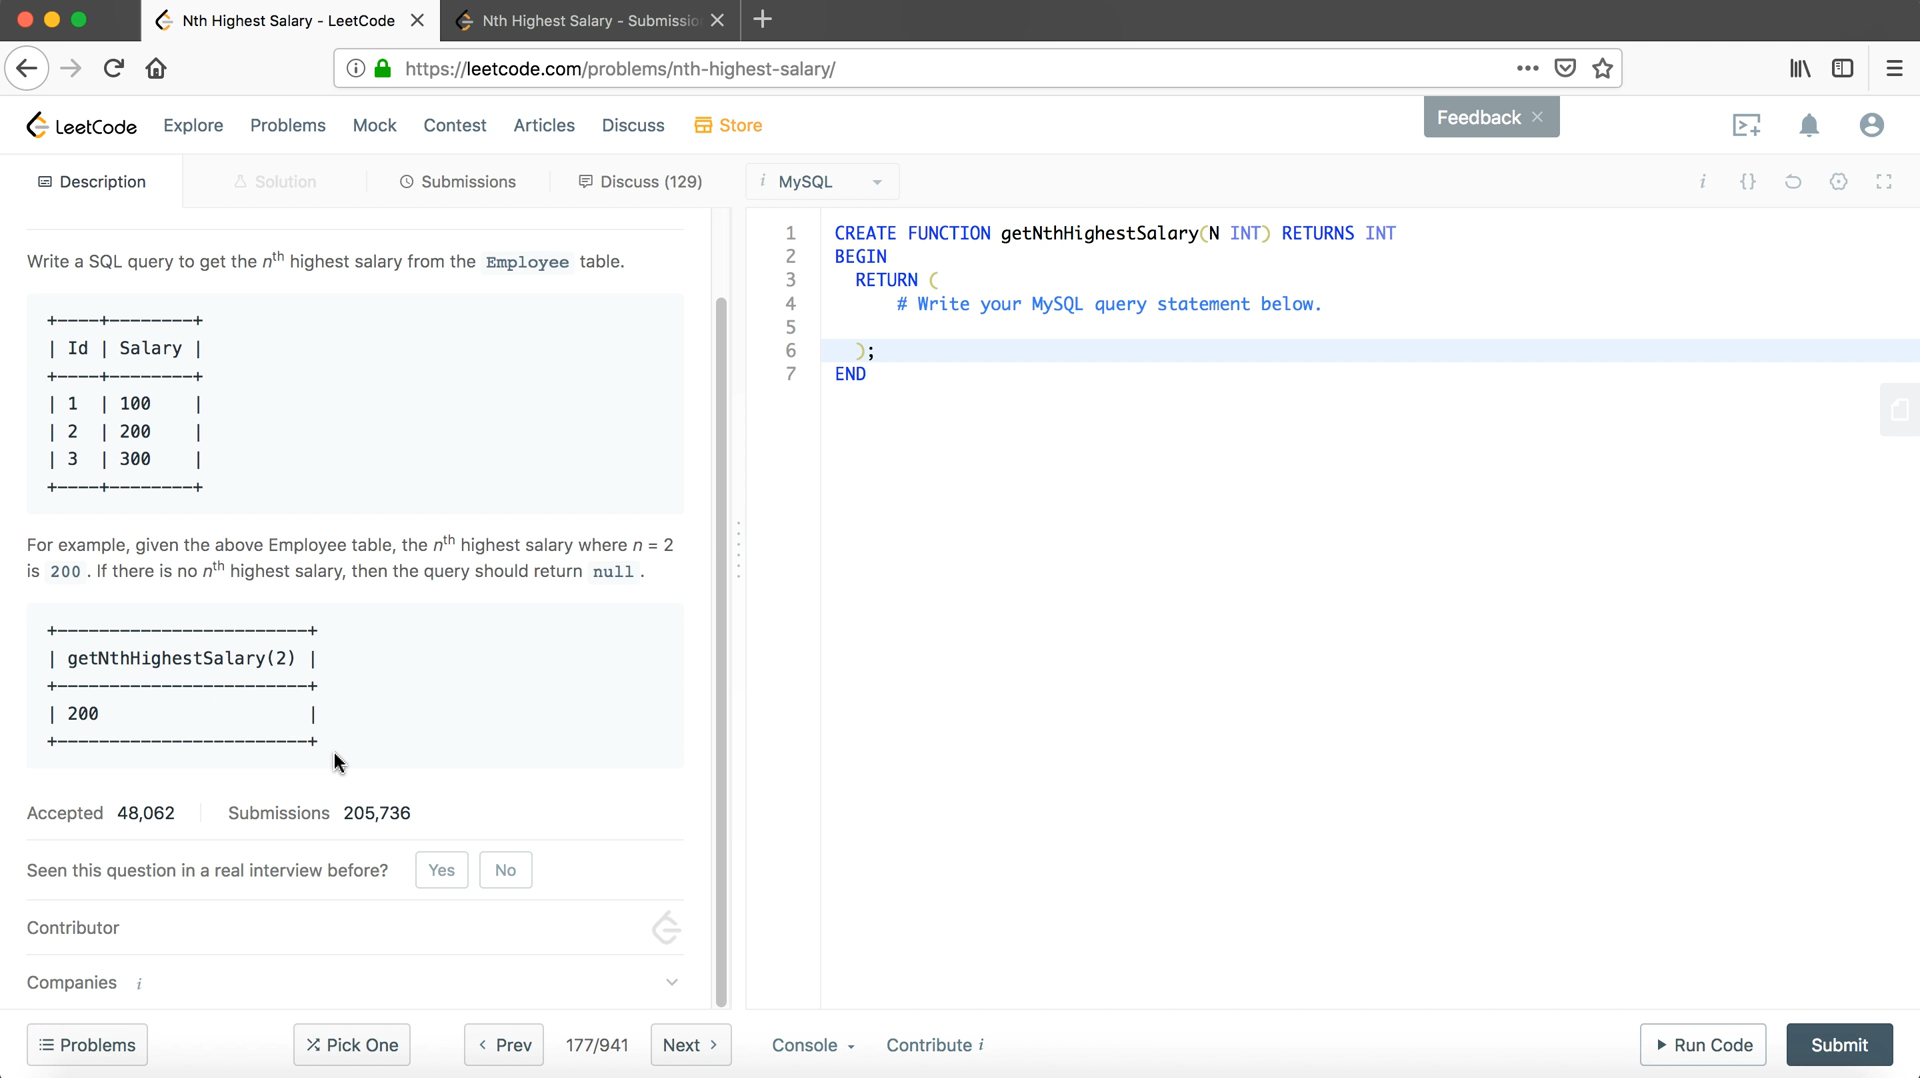 Nth Highest Salary - LeetCode
Nth Highest Salary - Submissio
https://leetcode.com/problems/nth-highest-salary/
LeetCode Explore Problems Mock Contest Articles Discuss Store
Feedback ×
Description Solution Submissions Discuss (129)
i MySQL
i {}
Write a SQL query to get the nth highest salary from the Employee table.
+----+--------+
| Id | Salary |
+----+--------+
| 1 | 100 |
| 2 | 200 |
| 3 | 300 |
+----+--------+
For example, given the above Employee table, the nth highest salary where n = 2
is 200 . If there is no nth highest salary, then the query should return null .
+------------------------+
| getNthHighestSalary(2) |
+------------------------+
| 200 |
+------------------------+
Accepted 48,062 Submissions 205,736
Seen this question in a real interview before? Yes No
Contributor
Companies i
Problems Pick One < Prev 177/941 Next >
1 CREATE FUNCTION getNthHighestSalary(N INT) RETURNS INT
2 BEGIN
3 RETURN (
4 # Write your MySQL query statement below.
5
6 );
7 END
Console Contribute i
Run Code Submit